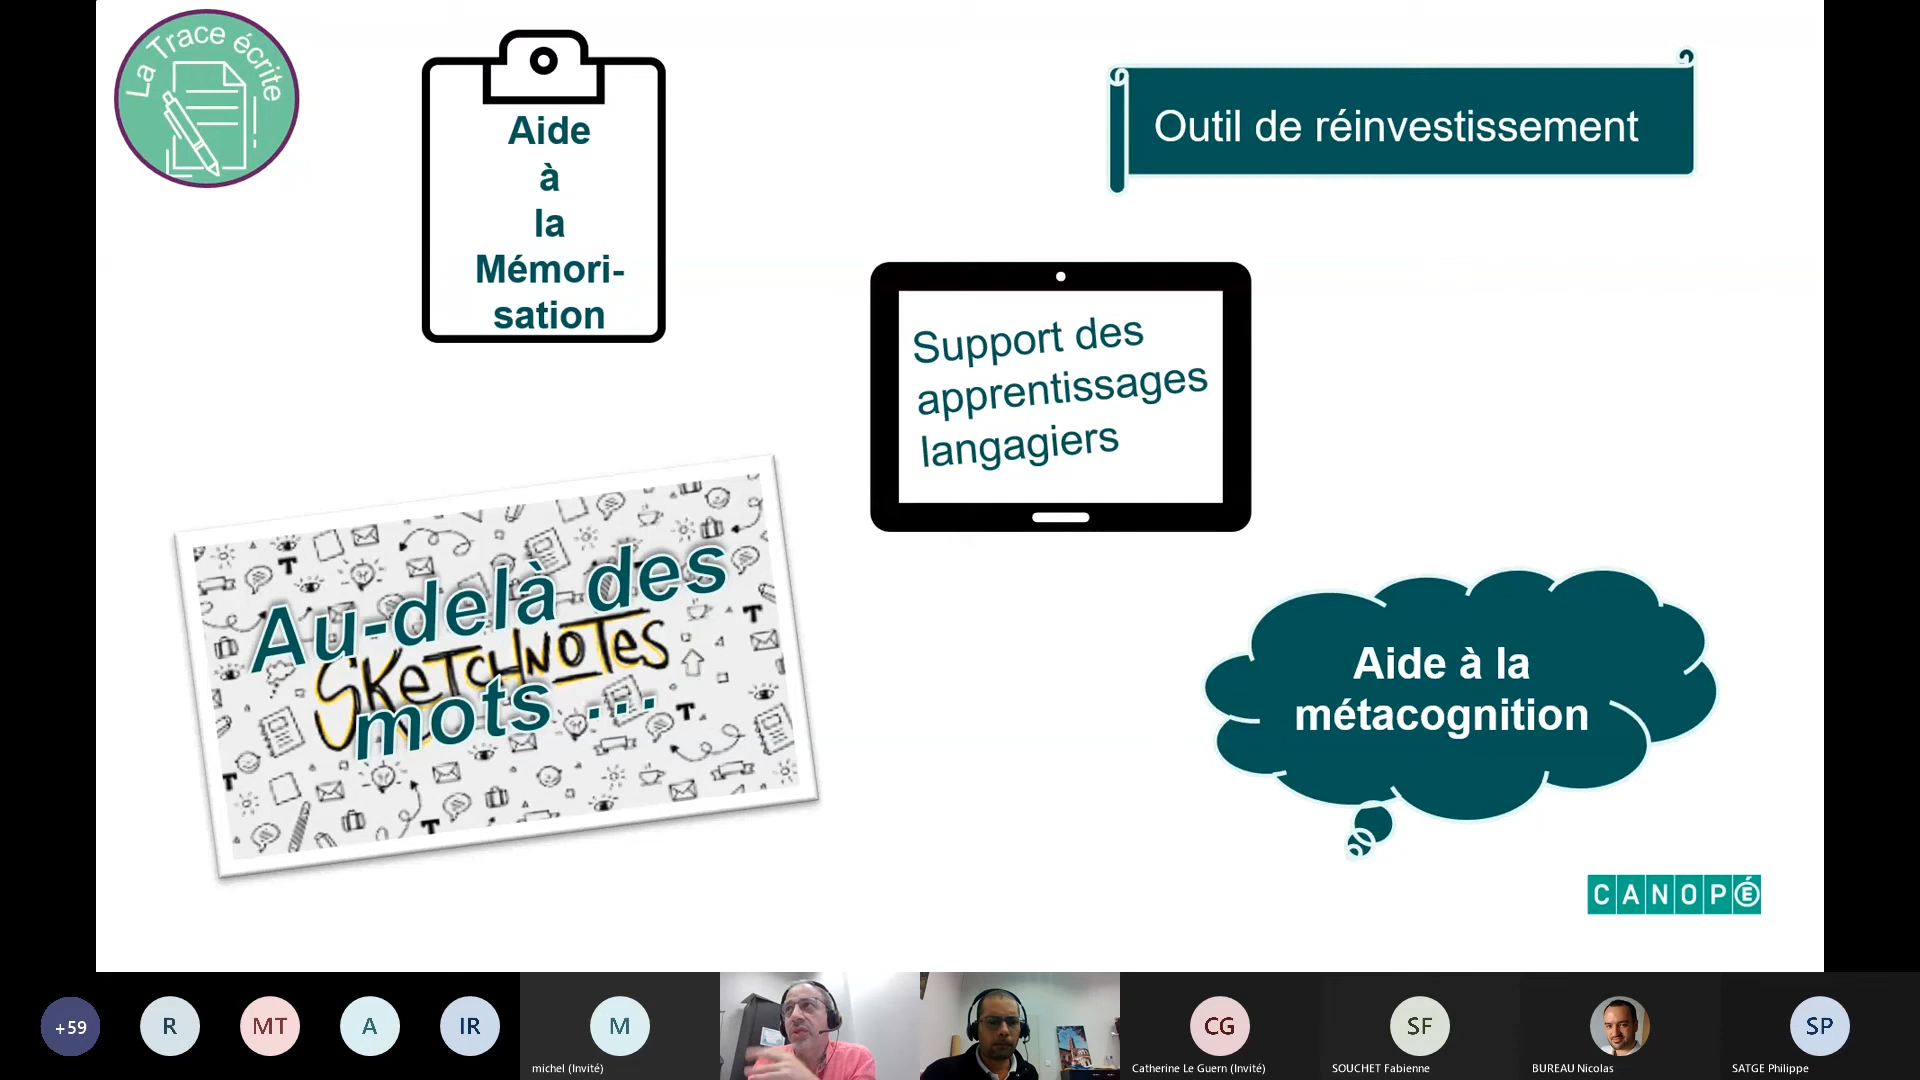 La Trace écrite
Aide
à
la
Mémori-
sation
Outil de réinvestissement
Support des
apprentissages
langagiers
Au-delà des
SKETCHNOTES
mots ...
Aide à la
métacognition
CANOPÉ
+59
R
MT
A
IR
M
CG
SF
SP
michel (Invité)
Catherine Le Guern (Invité)
SOUCHET Fabienne
BUREAU Nicolas
SATGE Philippe